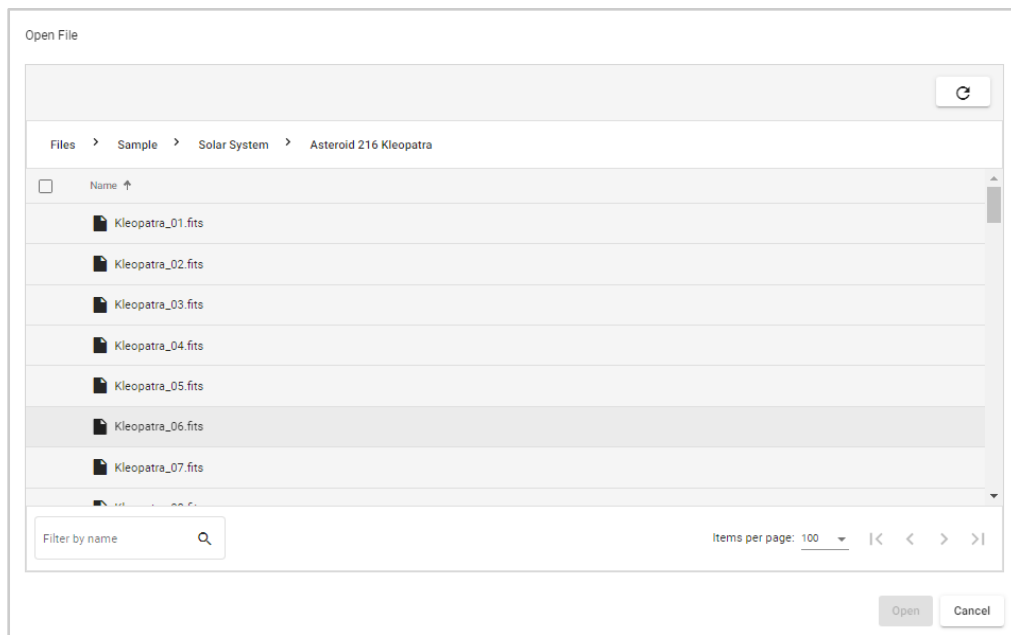 Open File
Files > Sample > Solar System > Asteroid 216 Kleopatra
Name
Kleopatra_01.fits
Kleopatra_02.fits
Kleopatra_03.fits
Kleopatra_04.fits
Kleopatra_05.fits
Kleopatra_06.fits
Kleopatra_07.fits
Filter by name
Items per page: 100
Open Cancel